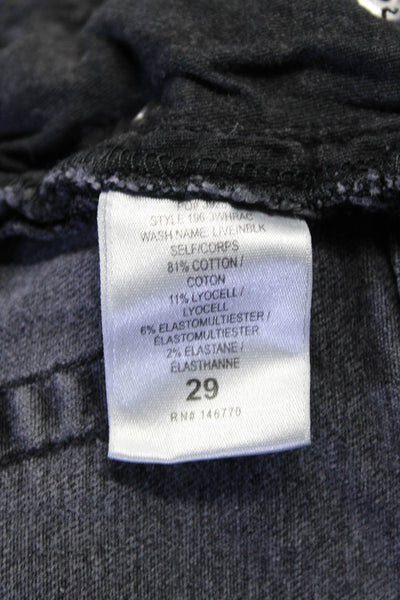 STYLE 196 JWHRAC
WASH NAME: LIVEINBLK
SELF/CORPS
81% COTTON /
COTON
11% LYOCELL /
LYOCELL
6% ELASTOMULTIESTER /
ÉLASTOMULTIESTER
2% ELASTANE /
ÉLASTHANNE
29
RN# 146770